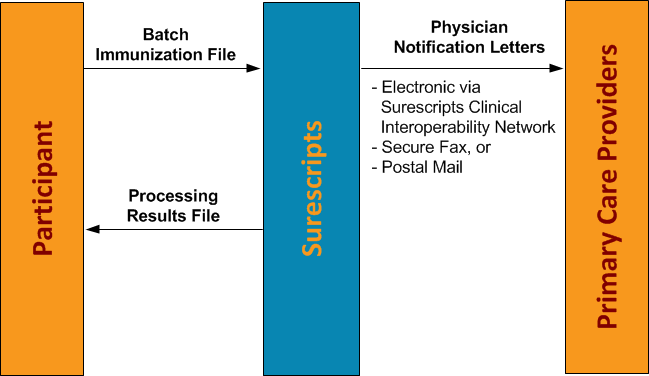 Participant
Batch
Immunization File
Processing
Results File
Surescripts
Physician
Notification Letters
- Electronic via
Surescripts Clinical
Interoperability Network
- Secure Fax, or
- Postal Mail
Primary Care Providers